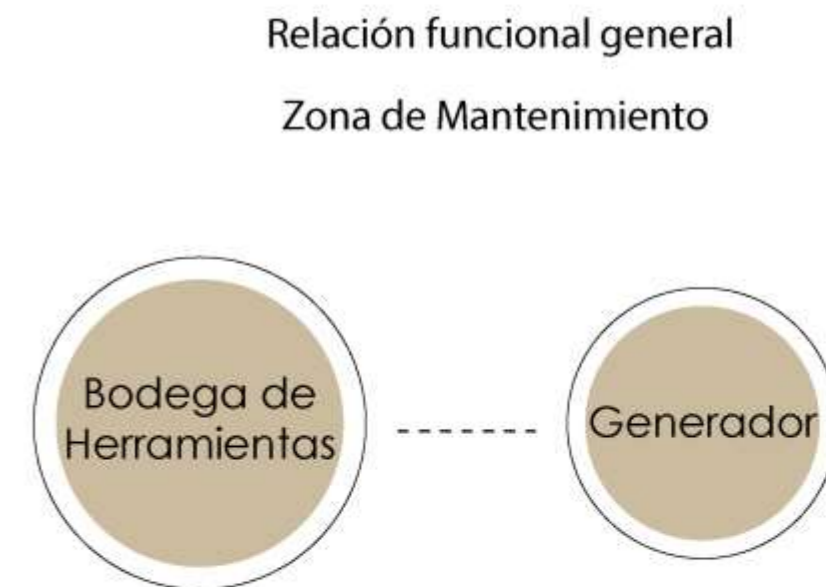 Relación funcional general
Zona de Mantenimiento
Bodega de
Herramientas
Generador